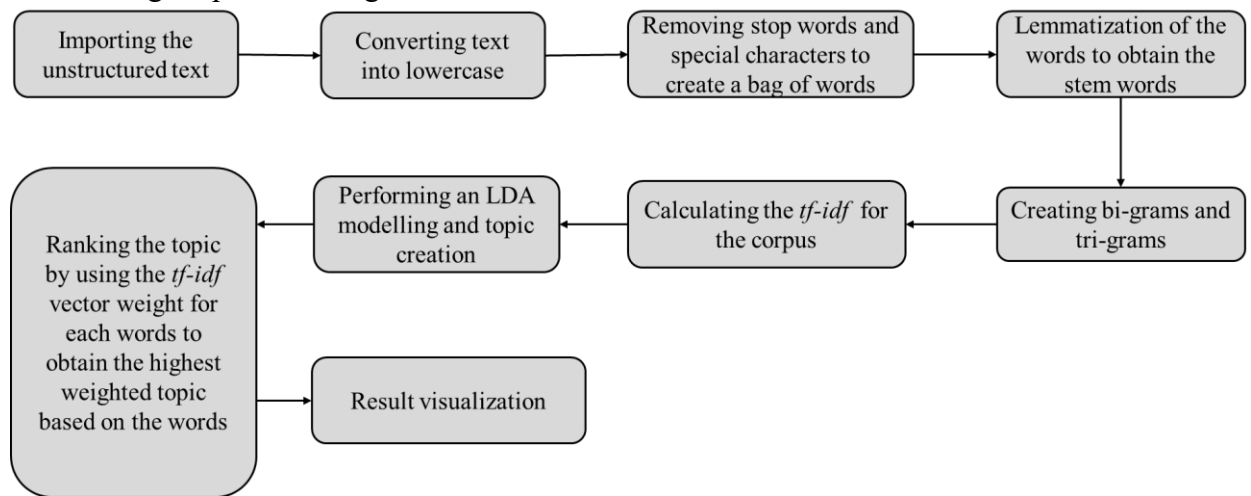 Importing the
unstructured text
Converting text
into lowercase
Removing stop words and
special characters to
create a bag of words
Lemmatization of the
words to obtain the
stem words
Creating bi-grams and
tri-grams
Calculating the tf-idf for
the corpus
Performing an LDA
modelling and topic
creation
Ranking the topic
by using the tf-idf
vector weight for
each words to
obtain the highest
weighted topic
based on the words
Result visualization